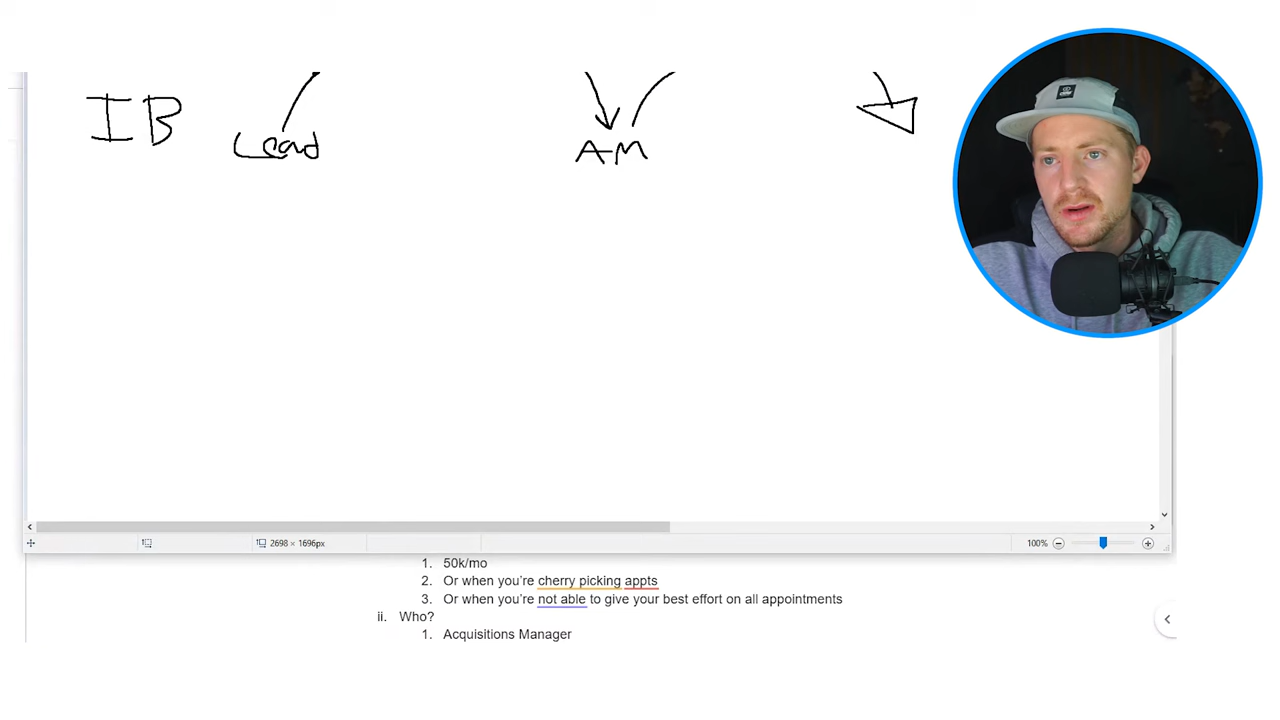 IB
Lead
AM
2698 × 1696px
100%
1. 50k/mo
2. Or when you're cherry picking appts
3. Or when you're not able to give your best effort on all appointments
ii. Who?
1. Acquisitions Manager